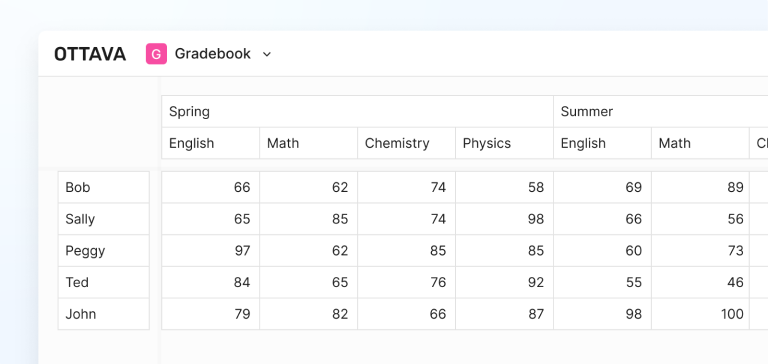 OTTAVA G Gradebook
Spring Summer
English Math Chemistry Physics English Math
Bob 66 62 74 58 69 89
Sally 65 85 74 98 66 56
Peggy 97 62 85 85 60 73
Ted 84 65 76 92 55 46
John 79 82 66 87 98 100